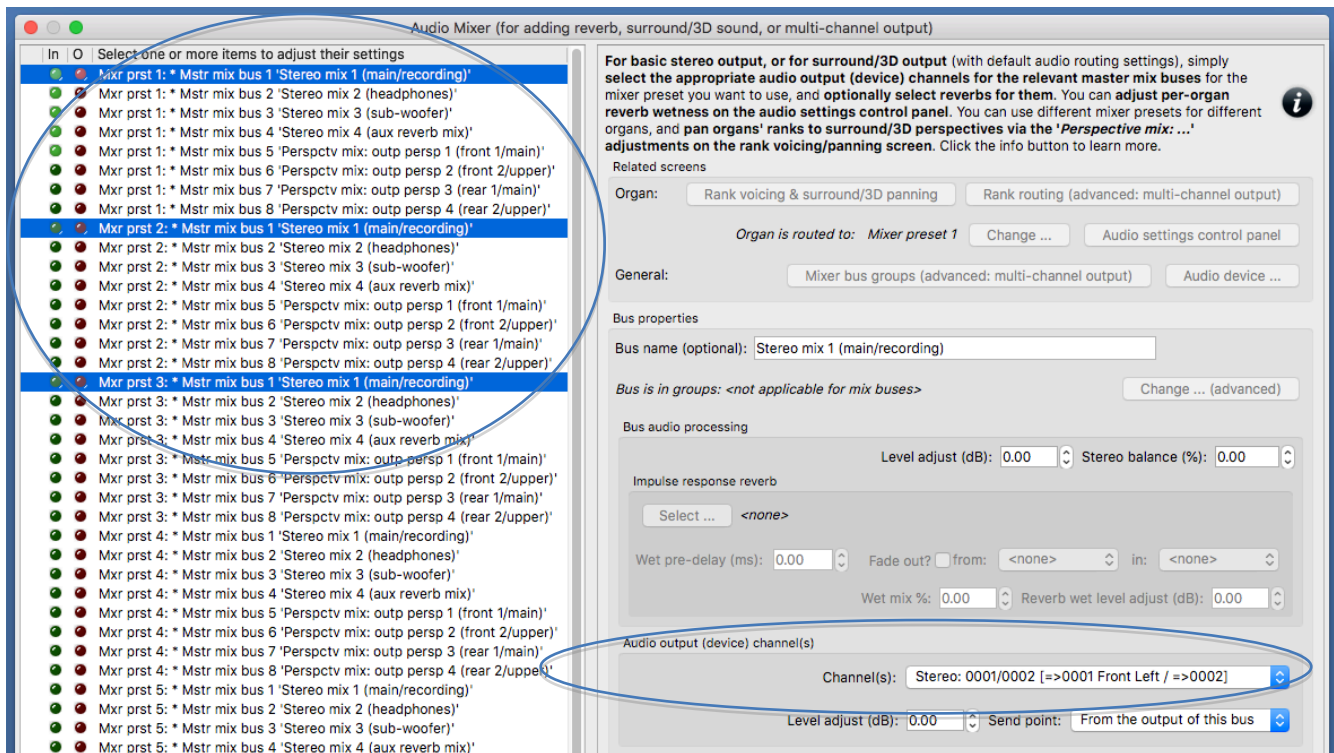 Audio Mixer (for adding reverb, surround/3D sound, or multi-channel output)
In O Select one or more items to adjust their settings
Mxr prst 1: * Mstr mix bus 1 'Stereo mix 1 (main/recording)'
Mxr prst 1: * Mstr mix bus 2 'Stereo mix 2 (headphones)'
Mxr prst 1: * Mstr mix bus 3 'Stereo mix 3 (sub-woofer)'
Mxr prst 1: * Mstr mix bus 4 'Stereo mix 4 (aux reverb mix)'
Mxr prst 1: * Mstr mix bus 5 'Perspctv mix: outp persp 1 (front 1/main)'
Mxr prst 1: * Mstr mix bus 6 'Perspctv mix: outp persp 2 (front 2/upper)'
Mxr prst 1: * Mstr mix bus 7 'Perspctv mix: outp persp 3 (rear 1/main)'
Mxr prst 1: * Mstr mix bus 8 'Perspctv mix: outp persp 4 (rear 2/upper)'
Mxr prst 2: * Mstr mix bus 1 'Stereo mix 1 (main/recording)'
Mxr prst 2: * Mstr mix bus 2 'Stereo mix 2 (headphones)'
Mxr prst 2: * Mstr mix bus 3 'Stereo mix 3 (sub-woofer)'
Mxr prst 2: * Mstr mix bus 4 'Stereo mix 4 (aux reverb mix)'
Mxr prst 2: * Mstr mix bus 5 'Perspctv mix: outp persp 1 (front 1/main)'
Mxr prst 2: * Mstr mix bus 6 'Perspctv mix: outp persp 2 (front 2/upper)'
Mxr prst 2: * Mstr mix bus 7 'Perspctv mix: outp persp 3 (rear 1/main)'
Mxr prst 2: * Mstr mix bus 8 'Perspctv mix: outp persp 4 (rear 2/upper)'
Mxr prst 3: * Mstr mix bus 1 'Stereo mix 1 (main/recording)'
Mxr prst 3: * Mstr mix bus 2 'Stereo mix 2 (headphones)'
Mxr prst 3: * Mstr mix bus 3 'Stereo mix 3 (sub-woofer)'
Mxr prst 3: * Mstr mix bus 4 'Stereo mix 4 (aux reverb mix)'
Mxr prst 3: * Mstr mix bus 5 'Perspctv mix: outp persp 1 (front 1/main)'
Mxr prst 3: * Mstr mix bus 6 'Perspctv mix: outp persp 2 (front 2/upper)'
Mxr prst 3: * Mstr mix bus 7 'Perspctv mix: outp persp 3 (rear 1/main)'
Mxr prst 3: * Mstr mix bus 8 'Perspctv mix: outp persp 4 (rear 2/upper)'
Mxr prst 4: * Mstr mix bus 1 'Stereo mix 1 (main/recording)'
Mxr prst 4: * Mstr mix bus 2 'Stereo mix 2 (headphones)'
Mxr prst 4: * Mstr mix bus 3 'Stereo mix 3 (sub-woofer)'
Mxr prst 4: * Mstr mix bus 4 'Stereo mix 4 (aux reverb mix)'
Mxr prst 4: * Mstr mix bus 5 'Perspctv mix: outp persp 1 (front 1/main)'
Mxr prst 4: * Mstr mix bus 6 'Perspctv mix: outp persp 2 (front 2/upper)'
Mxr prst 4: * Mstr mix bus 7 'Perspctv mix: outp persp 3 (rear 1/main)'
Mxr prst 4: * Mstr mix bus 8 'Perspctv mix: outp persp 4 (rear 2/upper)'
Mxr prst 5: * Mstr mix bus 1 'Stereo mix 1 (main/recording)'
Mxr prst 5: * Mstr mix bus 2 'Stereo mix 2 (headphones)'
Mxr prst 5: * Mstr mix bus 3 'Stereo mix 3 (sub-woofer)'
Mxr prst 5: * Mstr mix bus 4 'Stereo mix 4 (aux reverb mix)'
For basic stereo output, or for surround/3D output (with default audio routing settings), simply
select the appropriate audio output (device) channels for the relevant master mix buses for the
mixer preset you want to use, and optionally select reverbs for them. You can adjust per-organ
reverb wetness on the audio settings control panel. You can use different mixer presets for different
organs, and pan organs' ranks to surround/3D perspectives via the 'Perspective mix: ...'
adjustments on the rank voicing/panning screen. Click the info button to learn more.
i
Related screens
Organ: Rank voicing & surround/3D panning Rank routing (advanced: multi-channel output)
Organ is routed to: Mixer preset 1 Change ... Audio settings control panel
General: Mixer bus groups (advanced: multi-channel output) Audio device ...
Bus properties
Bus name (optional): Stereo mix 1 (main/recording)
Bus is in groups: <not applicable for mix buses> Change ... (advanced)
Bus audio processing
Level adjust (dB): 0.00 Stereo balance (%): 0.00
Impulse response reverb
Select ... <none>
Wet pre-delay (ms): 0.00 Fade out? from: <none> in: <none>
Wet mix %: 0.00 Reverb wet level adjust (dB): 0.00
Audio output (device) channel(s)
Channel(s): Stereo: 0001/0002 [=>0001 Front Left / =>0002]
Level adjust (dB): 0.00 Send point: From the output of this bus